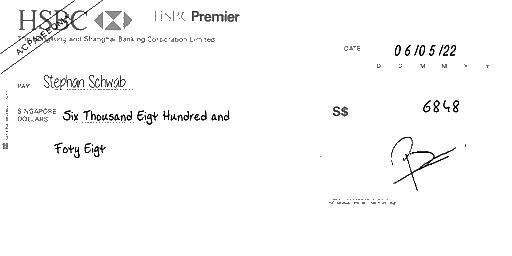 HSBC HSBC Premier
The Hongkong and Shanghai Banking Corporation Limited
A/C PAYEE ONLY
DATE 06/05/22
D D M M Y Y
PAY Stephan Schwab
SINGAPORE DOLLARS Six Thousand Eigt Hundred and
S$ 6848
Foty Eigt